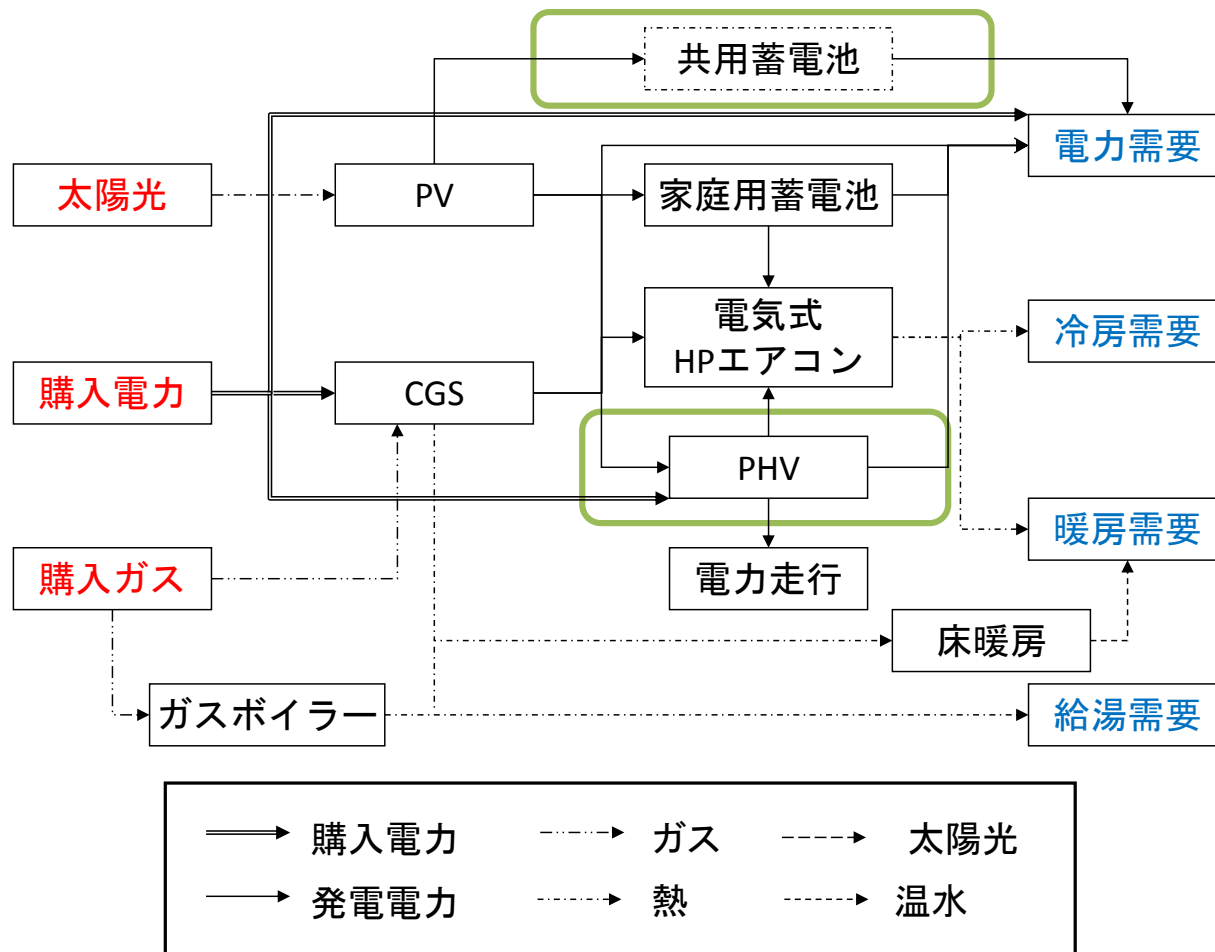 共用蓄電池
電力需要
太陽光
PV
家庭用蓄電池
電気式
HPエアコン
冷房需要
購入電力
CGS
PHV
暖房需要
購入ガス
電力走行
床暖房
ガスボイラー
給湯需要
購入電力
ガス
太陽光
発電電力
熱
温水